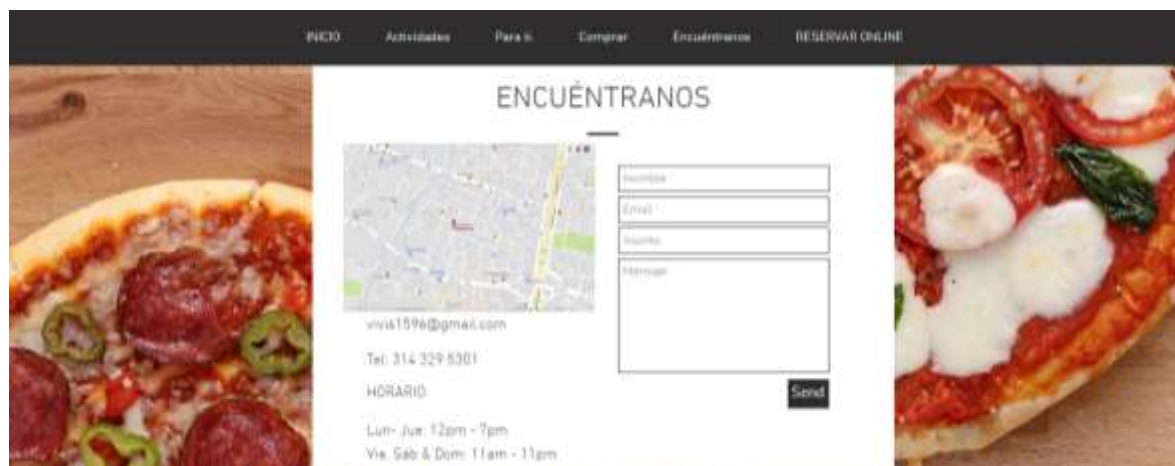 INICIO Actividades Para ti Comprar Encuéntranos RESERVAR ONLINE
ENCUÉNTRANOS
Nombre
Email *
Asunto
Mensaje
vivis1596@gmail.com
Tel: 314 329 5301
HORARIO:
Lun- Jue: 12pm - 7pm
Vie. Sab & Dom: 11am - 11pm
Send